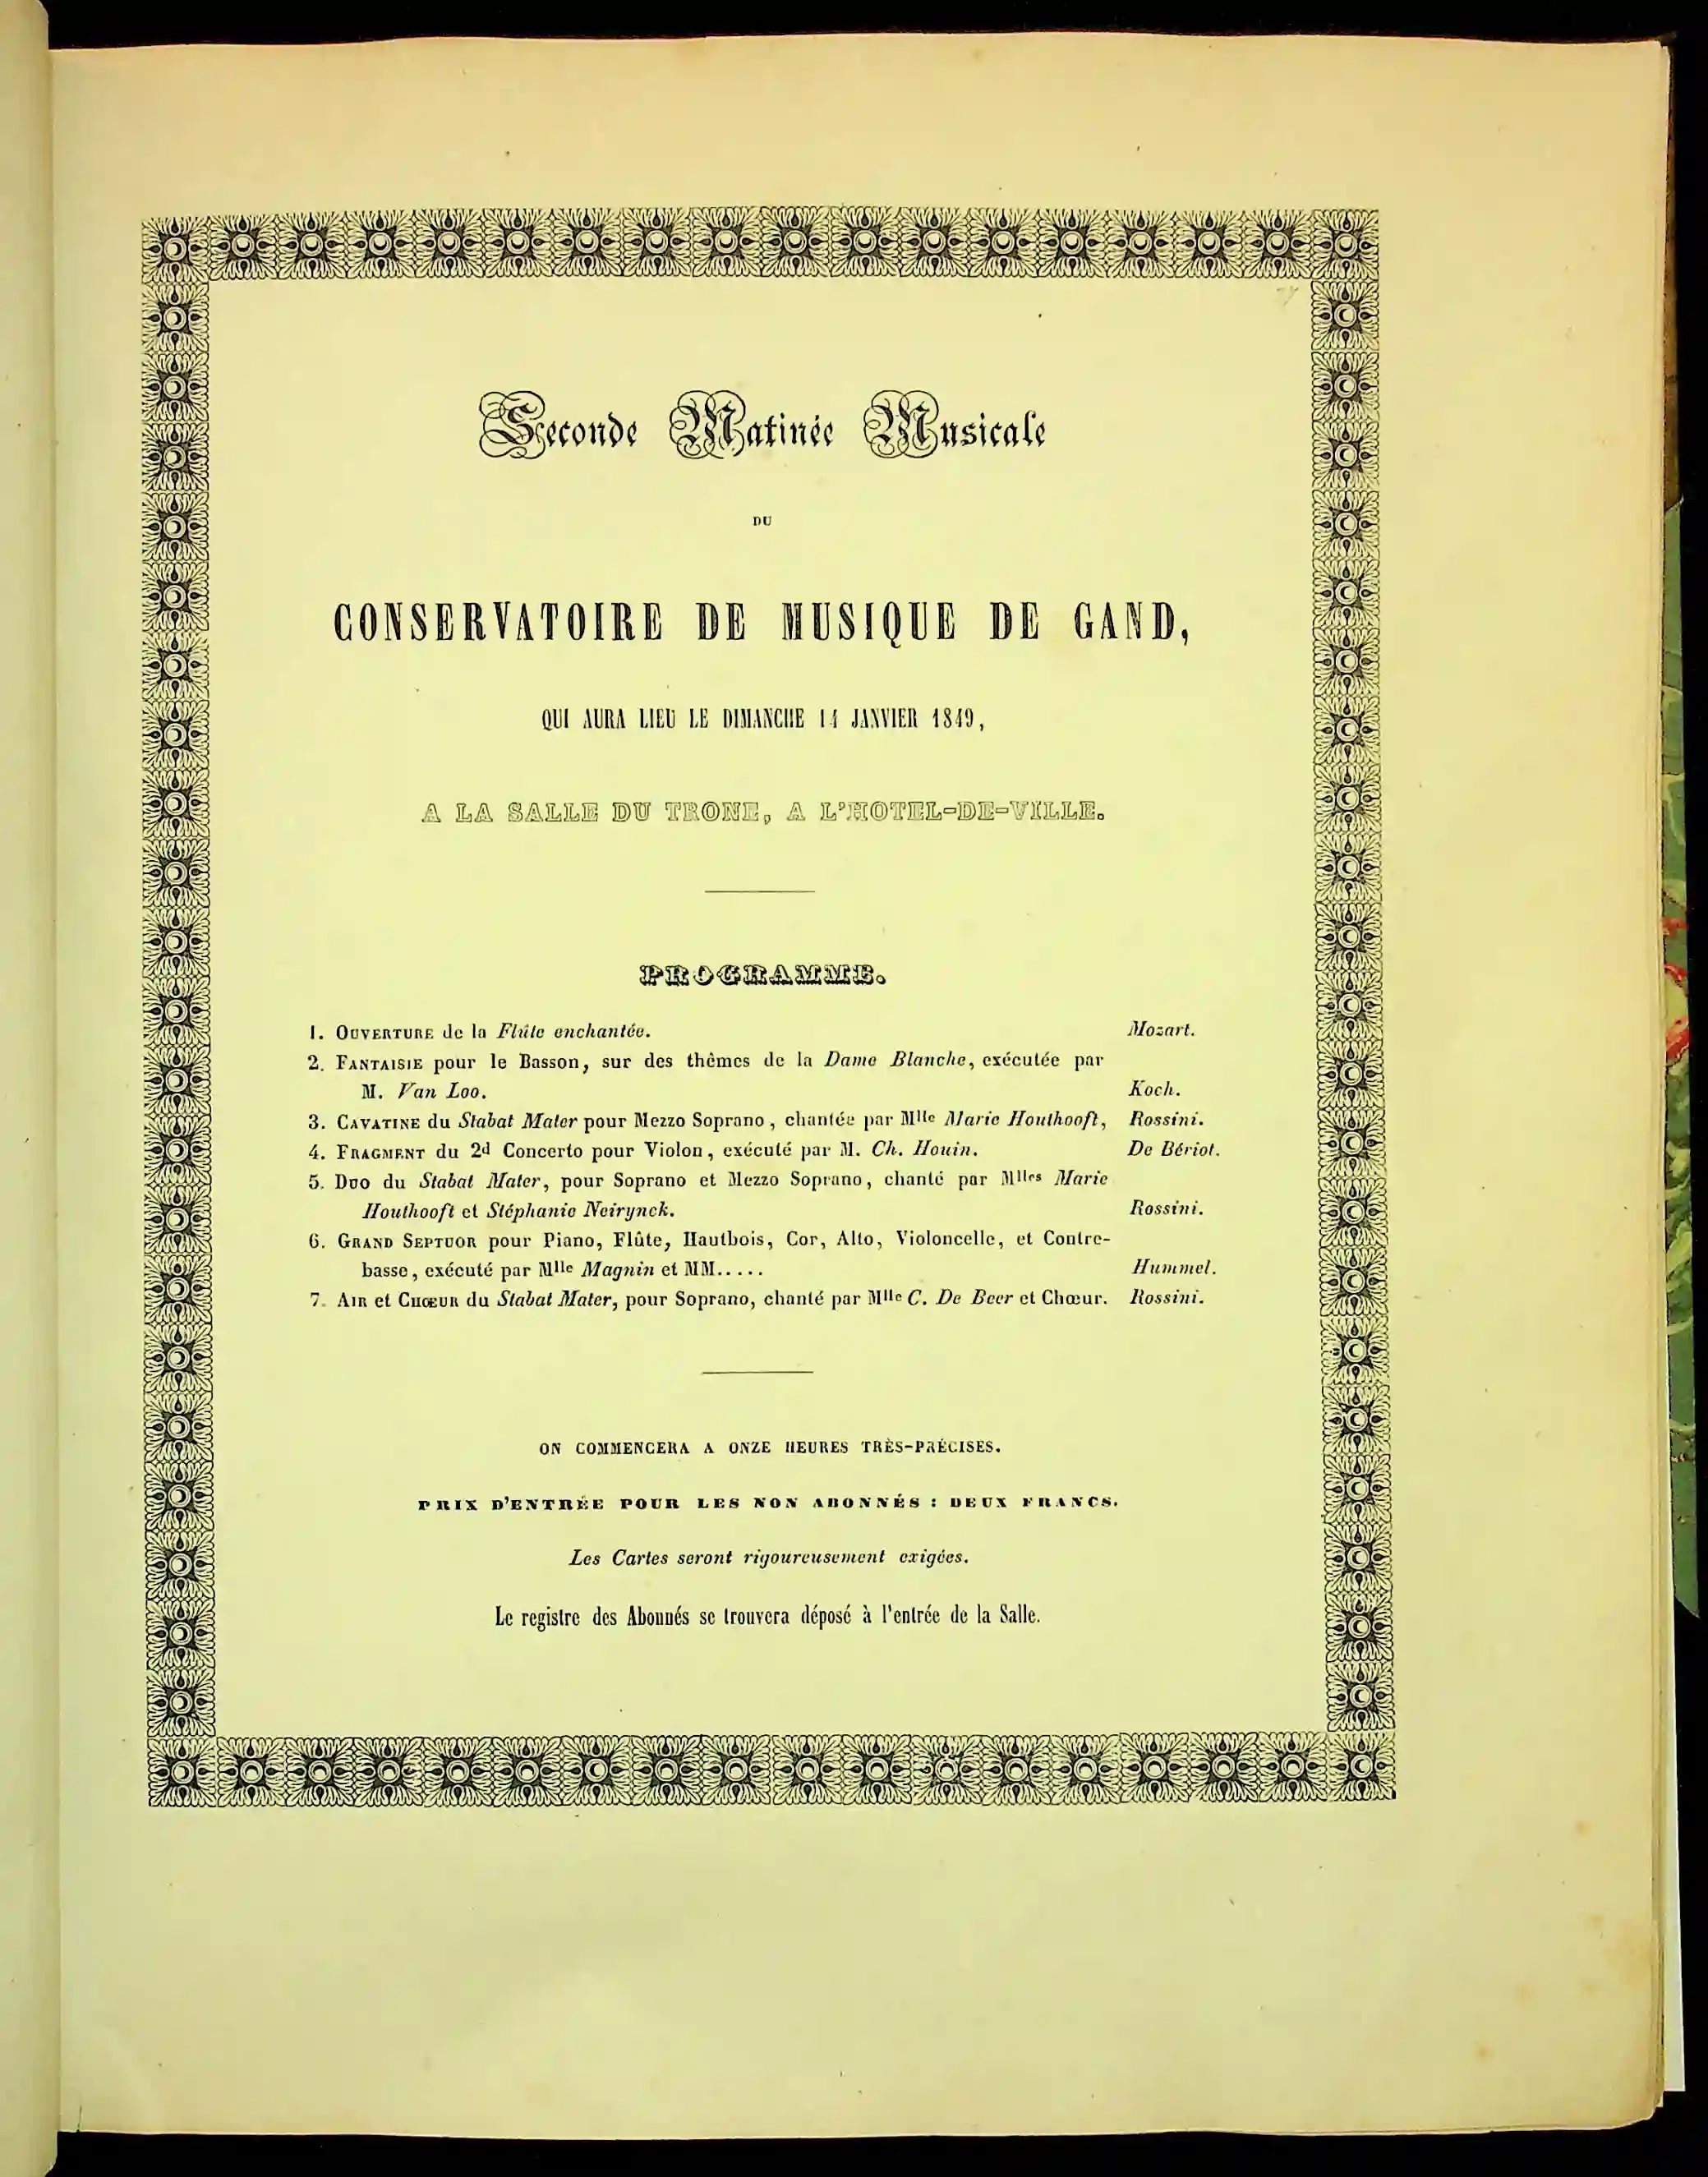 Seconde Matinée Musicale
DU
CONSERVATOIRE DE MUSIQUE DE GAND,
QUI AURA LIEU LE DIMANCHE 14 JANVIER 1849,
A LA SALLE DU TRONE, A L'HOTEL-DE-VILLE.
PROGRAMME.
1. OUVERTURE de la Flûte enchantée. Mozart.
2. FANTAISIE pour le Basson, sur des thêmes de la Dame Blanche, exécutée par
M. Van Loo. Koch.
3. CAVATINE du Stabat Mater pour Mezzo Soprano, chantée par Mlle Marie Houthooft, Rossini.
4. FRAGMENT du 2d Concerto pour Violon, exécuté par M. Ch. Houin. De Bériot.
5. DUO du Stabat Mater, pour Soprano et Mezzo Soprano, chanté par Mlles Marie
Houthooft et Stéphanie Neirynck. Rossini.
6. GRAND SEPTUOR pour Piano, Flûte, Hautbois, Cor, Alto, Violoncelle, et Contre-
basse, exécuté par Mlle Magnin et MM..... Hummel.
7. AIR et CHŒUR du Stabat Mater, pour Soprano, chanté par Mlle C. De Beer et Chœur. Rossini.
ON COMMENCERA A ONZE HEURES TRÈS-PRÉCISES.
PRIX D'ENTRÉE POUR LES NON ABONNÉS : DEUX FRANCS.
Les Cartes seront rigoureusement exigées.
Le registre des Abonnés se trouvera déposé à l'entrée de la Salle.